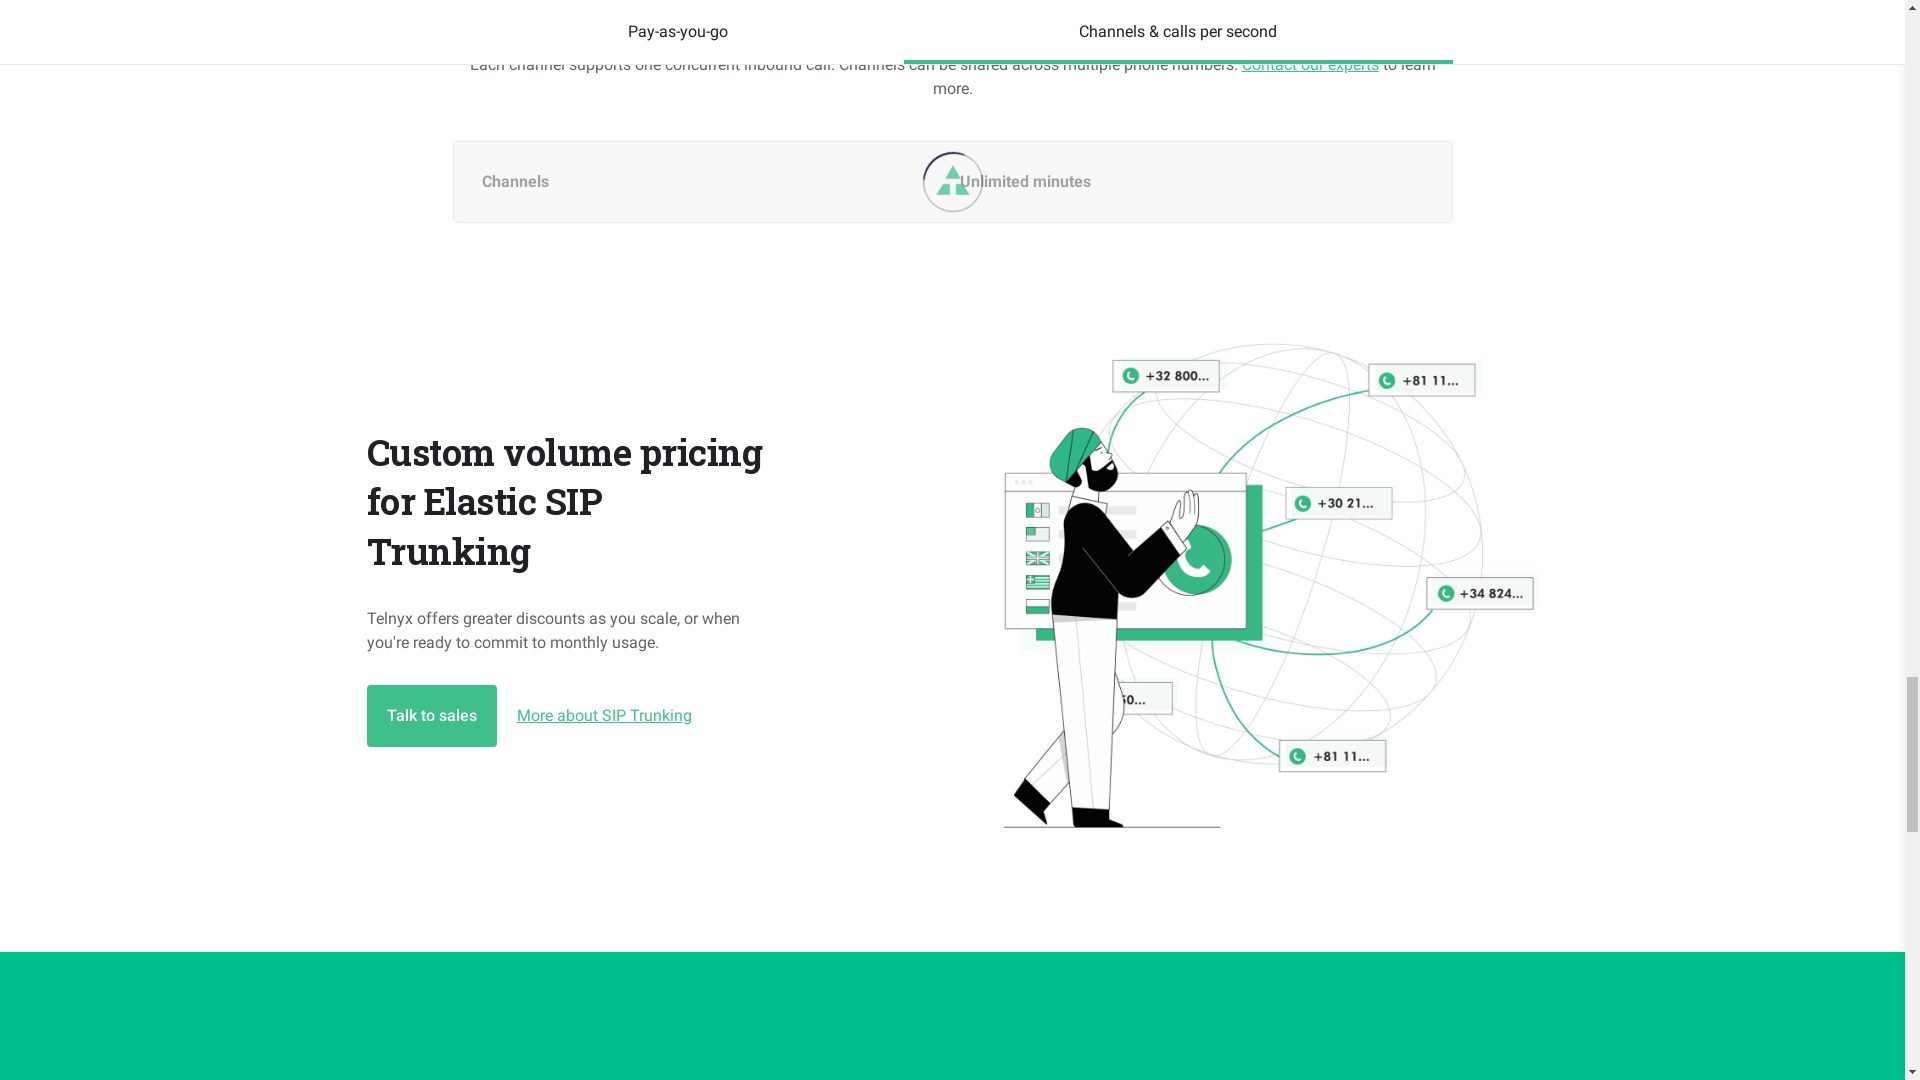 Pay-as-you-go
Channels & calls per second
Each channel supports one concurrent inbound call. Channels can be shared across multiple phone numbers. Contact our experts to learn
more.
Channels
Unlimited minutes
+32 800...
+81 11...
Custom volume pricing
for Elastic SIP
Trunking
+30 21...
+34 824...
Telnyx offers greater discounts as you scale, or when
you're ready to commit to monthly usage.
Talk to sales
More about SIP Trunking
50...
+81 11...